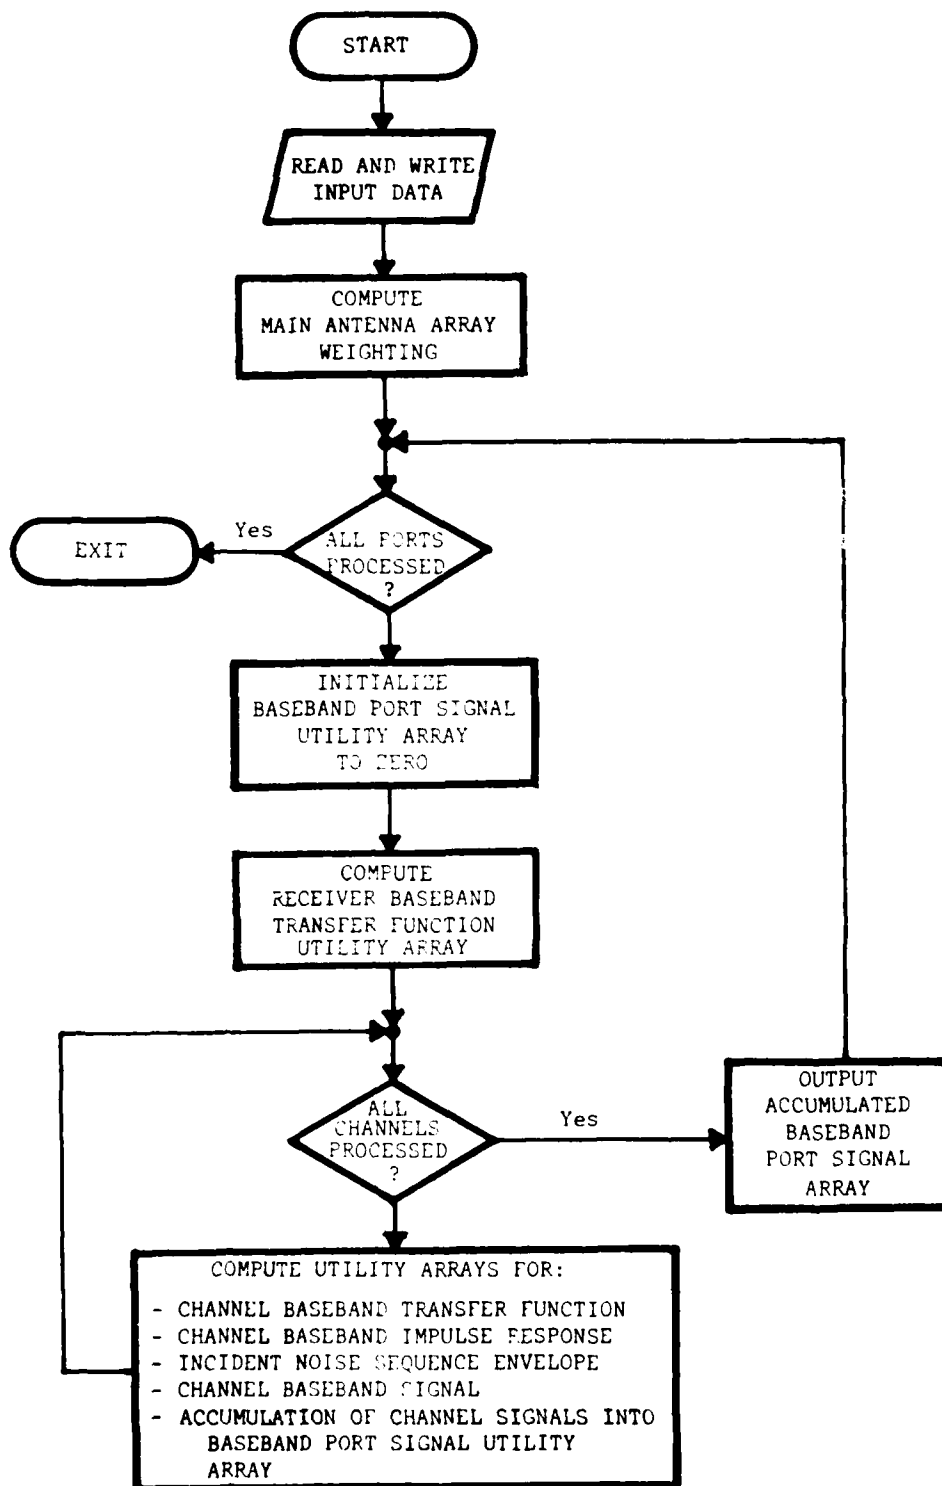 START
READ AND WRITE
INPUT DATA
COMPUTE
MAIN ANTENNA ARRAY
WEIGHTING
Yes
EXIT
ALL PORTS
PROCESSED
?
INITIALIZE
BASEBAND PORT SIGNAL
UTILITY ARRAY
TO ZERO
COMPUTE
RECEIVER BASEBAND
TRANSFER FUNCTION
UTILITY ARRAY
ALL
CHANNELS
PROCESSED
?
Yes
OUTPUT
ACCUMULATED
BASEBAND
PORT SIGNAL
ARRAY
COMPUTE UTILITY ARRAYS FOR:
- CHANNEL BASEBAND TRANSFER FUNCTION
- CHANNEL BASEBAND IMPULSE RESPONSE
- INCIDENT NOISE SEQUENCE ENVELOPE
- CHANNEL BASEBAND SIGNAL
- ACCUMULATION OF CHANNEL SIGNALS INTO
BASEBAND PORT SIGNAL UTILITY
ARRAY